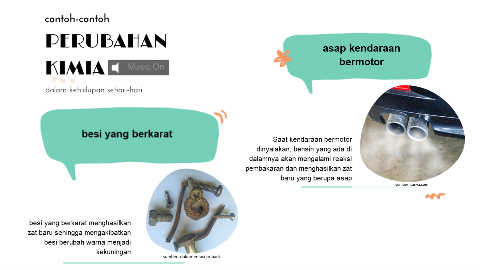 contoh-contoh
PERUBAHAN
KIMIA
Music On
dalam kehidupan sehari-hari
besi yang berkarat
besi yang berkarat menghasilkan
zat baru sehingga mengakibatkan
besi berubah warna menjadi
kekuningan
asap kendaraan
bermotor
Saat kendaraan bermotor
dinyalakan, bensin yang ada di
dalamnya akan mengalami reaksi
pembakaran dan menghasilkan zat
baru yang berupa asap